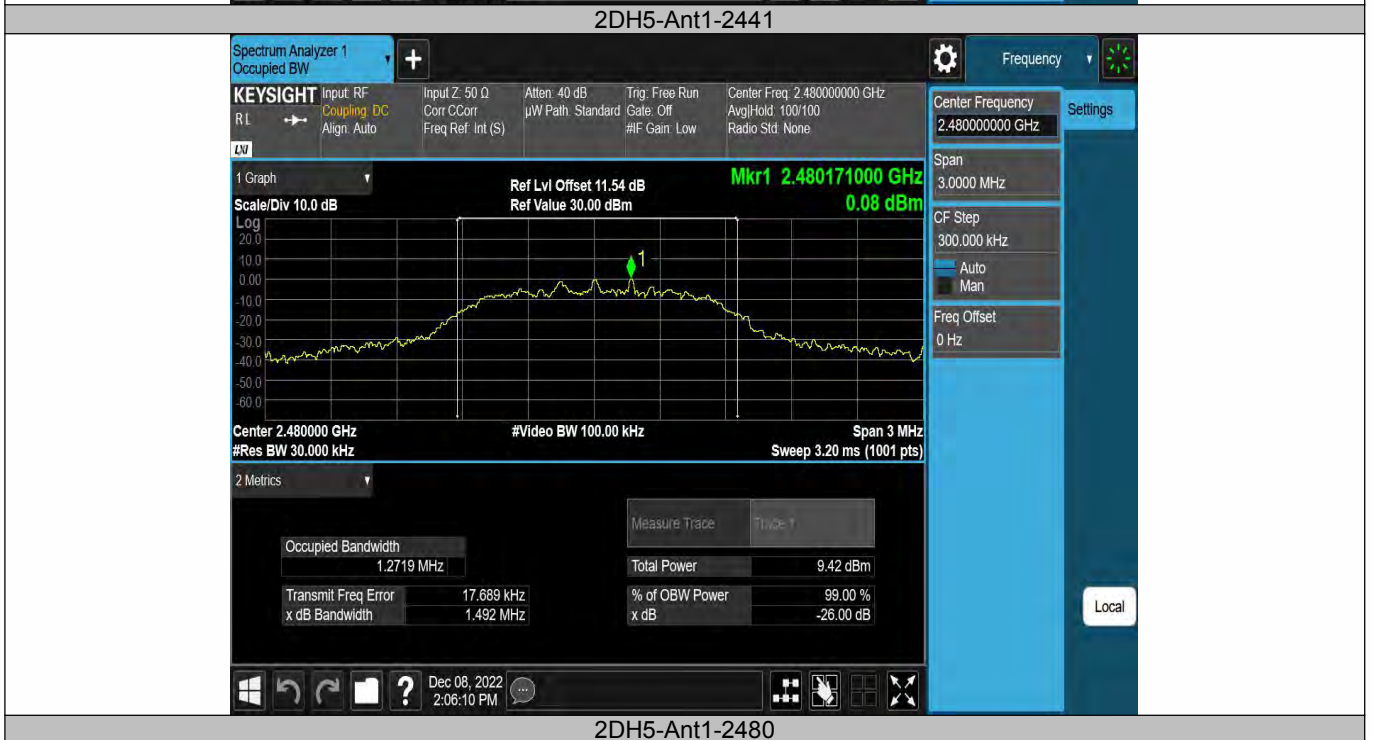 2DH5-Ant1-2441
Spectrum Analyzer 1
Occupied BW
+
Frequency
KEYSIGHT
RL
LXI
Input: RF
Coupling: DC
Align: Auto
Input Z: 50 Ω
Corr CCorr
Freq Ref: Int (S)
Atten: 40 dB
µW Path: Standard
Trig: Free Run
Gate: Off
#IF Gain: Low
Center Freq: 2.480000000 GHz
Avg|Hold: 100/100
Radio Std: None
Center Frequency
2.480000000 GHz
Settings
Span
3.0000 MHz
CF Step
300.000 kHz
Auto
Man
Freq Offset
0 Hz
Local
1 Graph
Scale/Div 10.0 dB
Ref Lvl Offset 11.54 dB
Ref Value 30.00 dBm
Mkr1 2.480171000 GHz
0.08 dBm
Log
20.0
10.0
0.00
-10.0
-20.0
-30.0
-40.0
-50.0
-60.0
1
Center 2.480000 GHz
#Res BW 30.000 kHz
#Video BW 100.00 kHz
Span 3 MHz
Sweep 3.20 ms (1001 pts)
2 Metrics
Measure Trace Trace 1
Occupied Bandwidth
1.2719 MHz
Total Power 9.42 dBm
Transmit Freq Error 17.689 kHz
% of OBW Power 99.00 %
x dB Bandwidth 1.492 MHz
x dB -26.00 dB
?
Dec 08, 2022
2:06:10 PM
2DH5-Ant1-2480